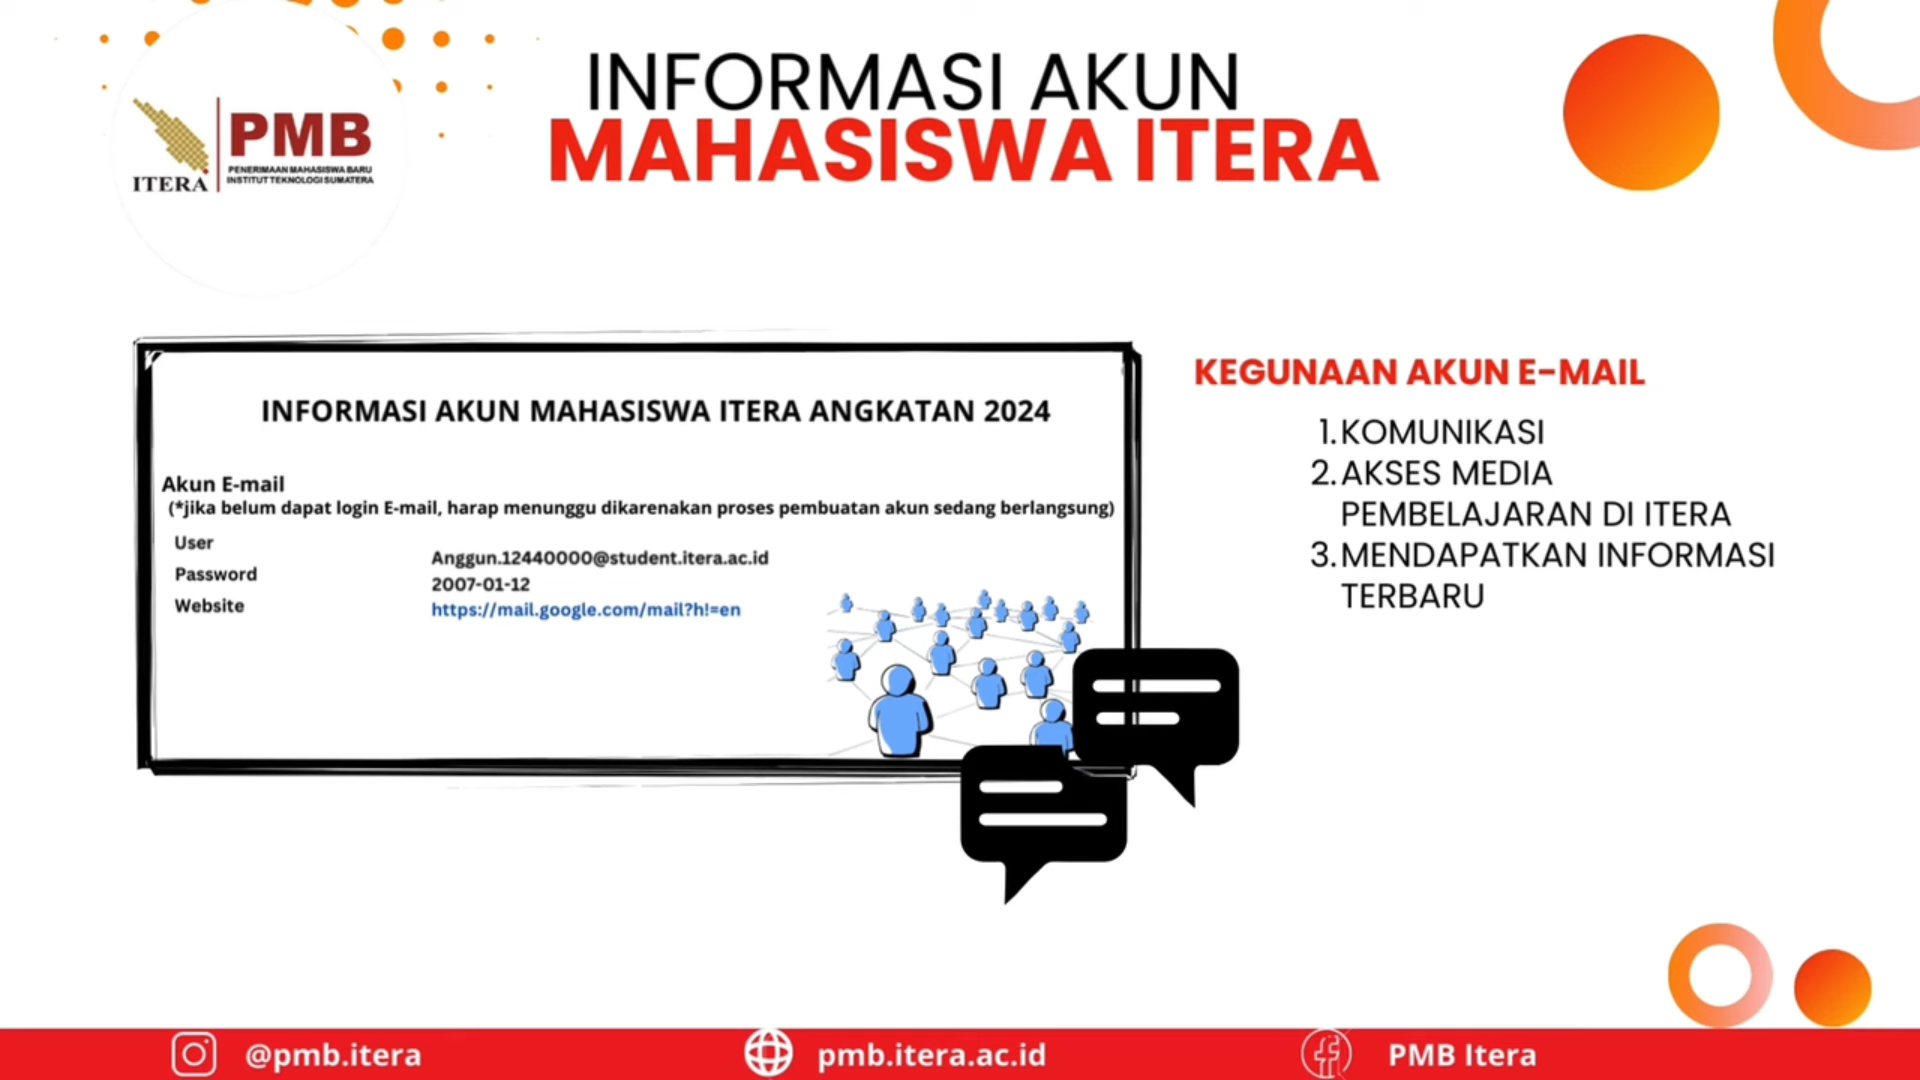 ITERA
PMB
PENERIMAAN MAHASISWA BARU
INSTITUT TEKNOLOGI SUMATERA
INFORMASI AKUN
MAHASISWA ITERA
INFORMASI AKUN MAHASISWA ITERA ANGKATAN 2024
Akun E-mail
(*jika belum dapat login E-mail, harap menunggu dikarenakan proses pembuatan akun sedang berlangsung)
User Anggun.12440000@student.itera.ac.id
Password 2007-01-12
Website https://mail.google.com/mail?h!=en
KEGUNAAN AKUN E-MAIL
1. KOMUNIKASI
2. AKSES MEDIA
PEMBELAJARAN DI ITERA
3. MENDAPATKAN INFORMASI
TERBARU
@pmb.itera
pmb.itera.ac.id
PMB Itera